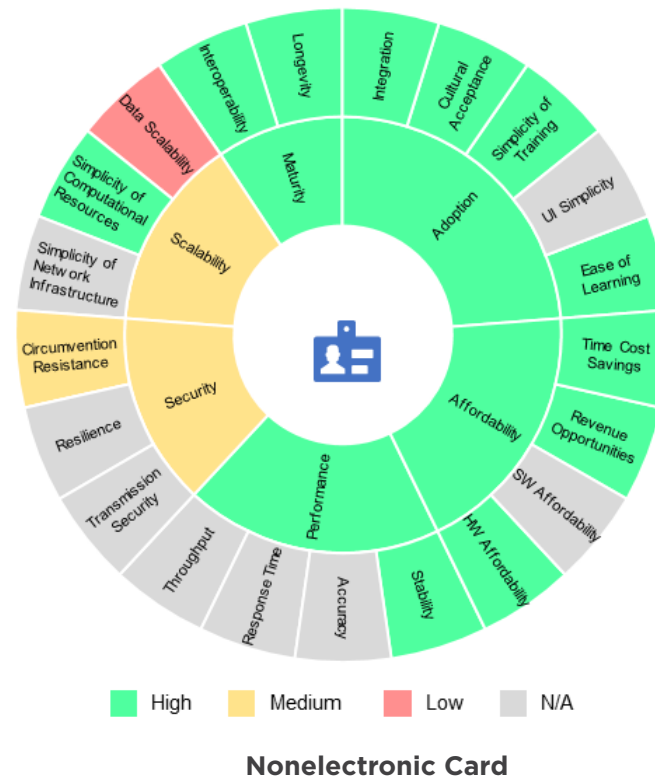 Integration
Cultural
Acceptance
Simplicity of
Training
UI Simplicity
Ease of
Learning
Time Cost
Savings
Revenue
Opportunities
SW Affordability
HW Affordability
Stability
Accuracy
Response Time
Throughput
Transmission
Security
Resilience
Circumvention
Resistance
Simplicity of
Network
Infrastructure
Simplicity of
Computational
Resources
Data Scalability
Interoperability
Longevity
Adoption
Affordability
Performance
Security
Scalability
Maturity
High
Medium
Low
N/A
Nonelectronic Card